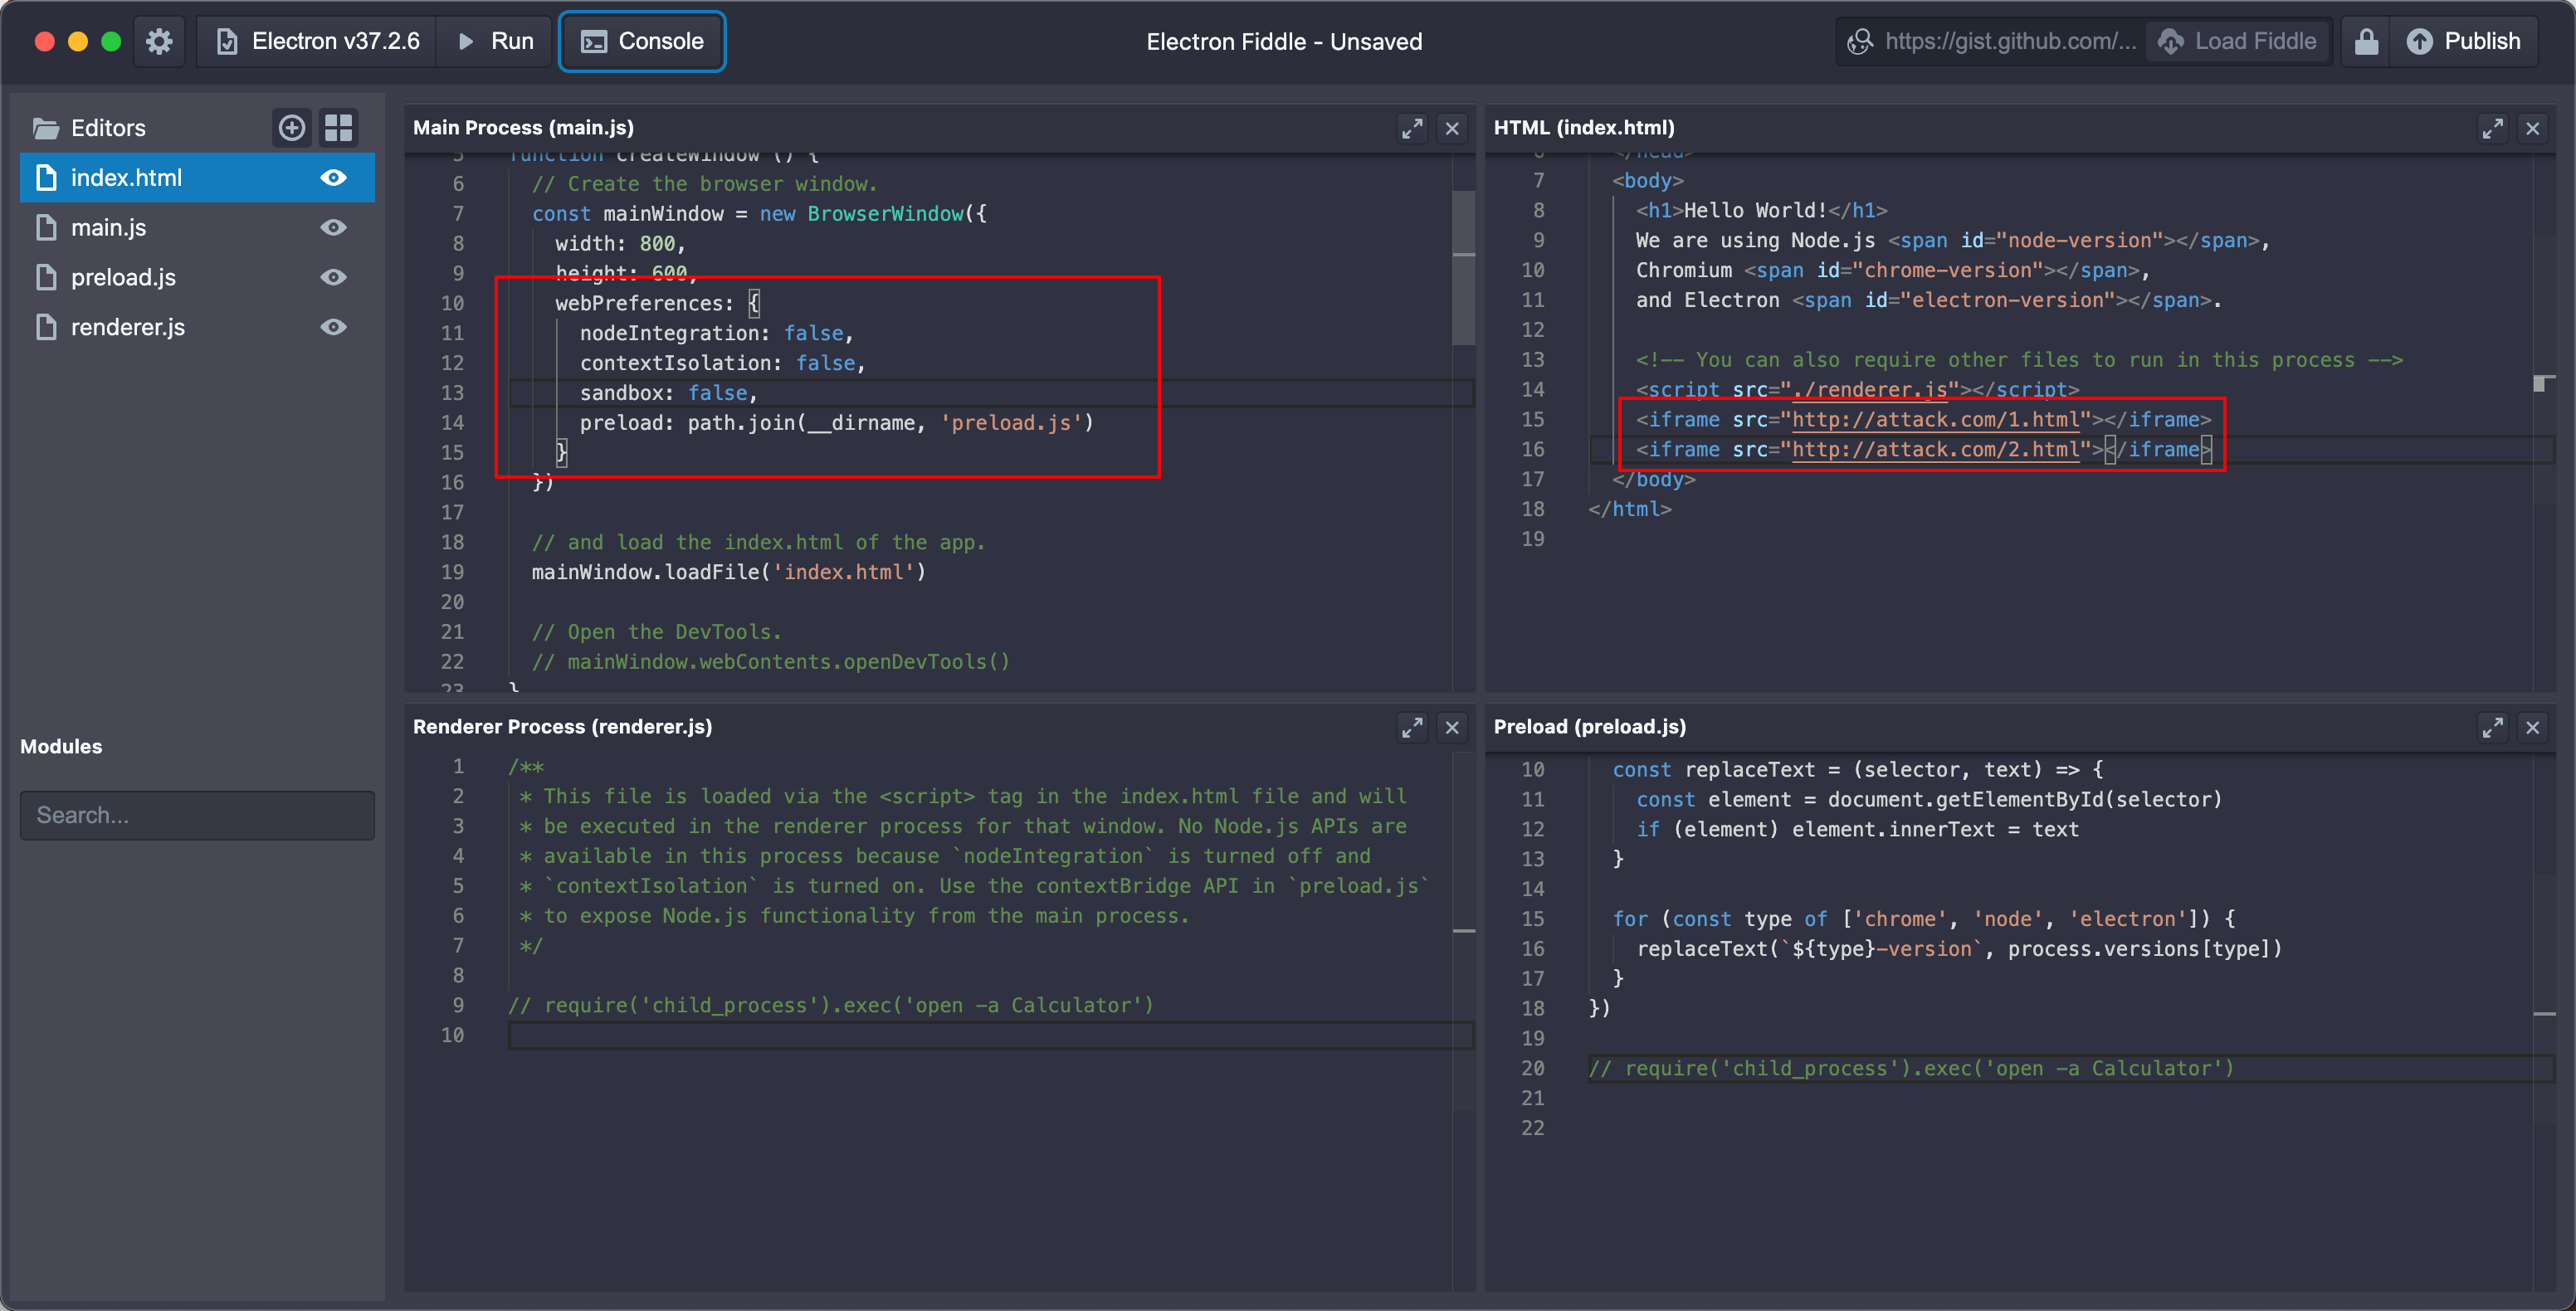 Electron v37.2.6 Run Console Electron Fiddle - Unsaved https://gist.github.com/... Load Fiddle Publish
Editors
index.html
main.js
preload.js
renderer.js
Modules
Search...
Main Process (main.js)
5 function createWindow () {
6 // Create the browser window.
7 const mainWindow = new BrowserWindow({
8 width: 800,
9 height: 600,
10 webPreferences: {
11 nodeIntegration: false,
12 contextIsolation: false,
13 sandbox: false,
14 preload: path.join(__dirname, 'preload.js')
15 }
16 })
17
18 // and load the index.html of the app.
19 mainWindow.loadFile('index.html')
20
21 // Open the DevTools.
22 // mainWindow.webContents.openDevTools()
23 }
HTML (index.html)
6 </head>
7 <body>
8 <h1>Hello World!</h1>
9 We are using Node.js <span id="node-version"></span>,
10 Chromium <span id="chrome-version"></span>,
11 and Electron <span id="electron-version"></span>.
12
13 <!-- You can also require other files to run in this process -->
14 <script src="./renderer.js"></script>
15 <iframe src="http://attack.com/1.html"></iframe>
16 <iframe src="http://attack.com/2.html"></iframe>
17 </body>
18 </html>
19
Renderer Process (renderer.js)
1 /**
2 * This file is loaded via the <script> tag in the index.html file and will
3 * be executed in the renderer process for that window. No Node.js APIs are
4 * available in this process because `nodeIntegration` is turned off and
5 * `contextIsolation` is turned on. Use the contextBridge API in `preload.js`
6 * to expose Node.js functionality from the main process.
7 */
8
9 // require('child_process').exec('open -a Calculator')
10
Preload (preload.js)
10 const replaceText = (selector, text) => {
11 const element = document.getElementById(selector)
12 if (element) element.innerText = text
13 }
14
15 for (const type of ['chrome', 'node', 'electron']) {
16 replaceText(`${type}-version`, process.versions[type])
17 }
18 })
19
20 // require('child_process').exec('open -a Calculator')
21
22